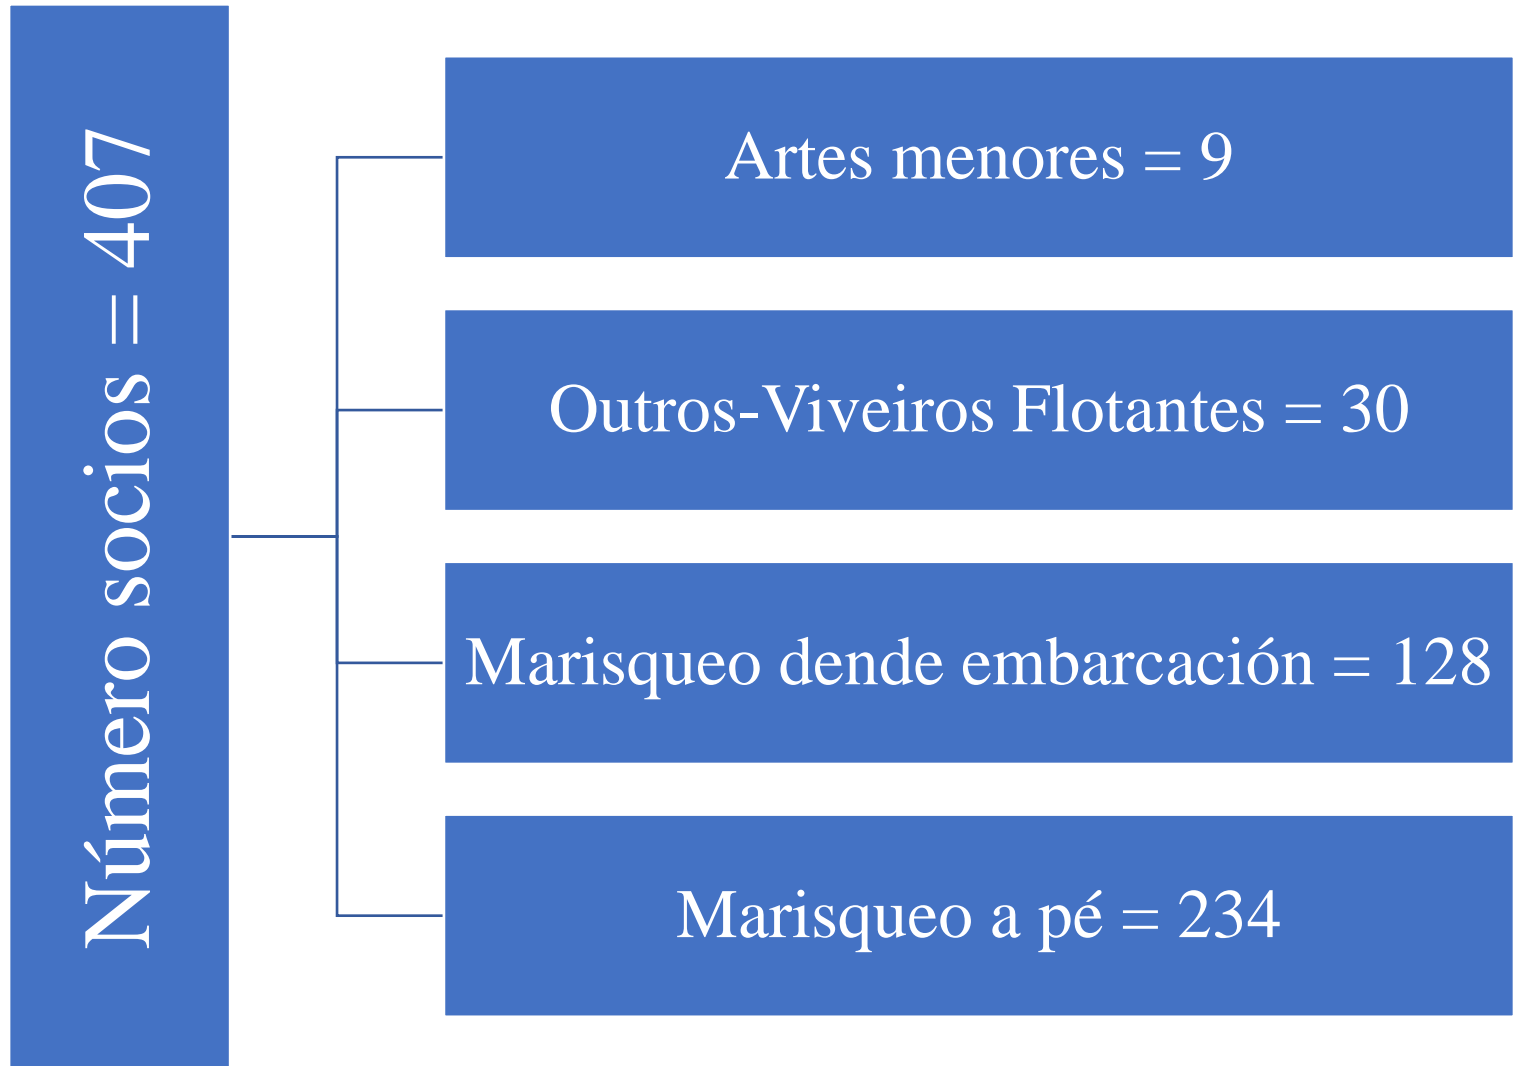 Número socios = 407
Artes menores = 9
Outros-Viveiros Flotantes = 30
Marisqueo dende embarcación = 128
Marisqueo a pé = 234